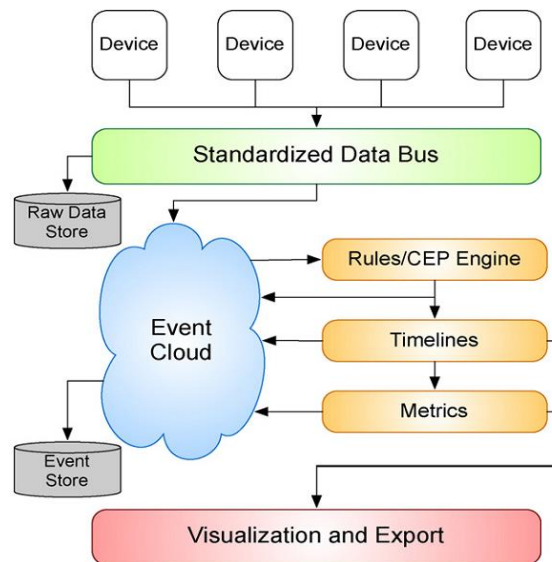 Device
Device
Device
Device
Standardized Data Bus
Raw Data
Store
Rules/CEP Engine
Event
Cloud
Timelines
Metrics
Event
Store
Visualization and Export